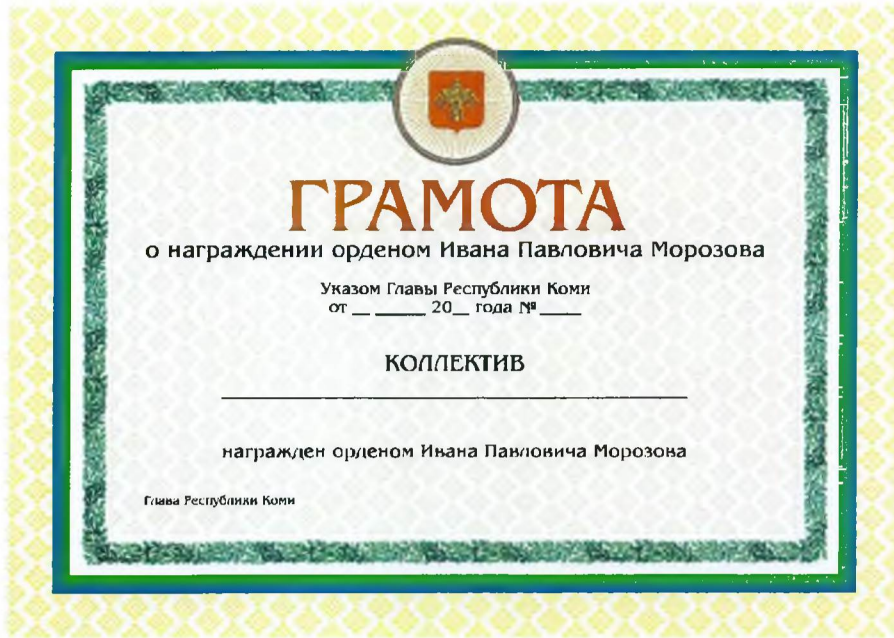 ГРАМОТА
о награждении орденом Ивана Павловича Морозова
Указом Главы Республики Коми
от __ _____ 20__ года № ____
КОЛЛЕКТИВ
награжден орденом Ивана Павловича Морозова
Глава Республики Коми